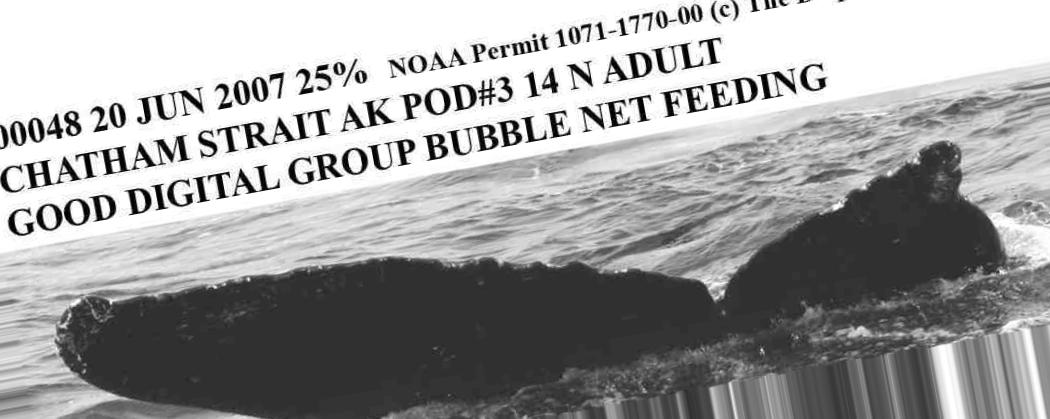 00048 20 JUN 2007 25% NOAA Permit 1071-1770-00 (c) The
CHATHAM STRAIT AK POD#3 14 N ADULT
GOOD DIGITAL GROUP BUBBLE NET FEEDING